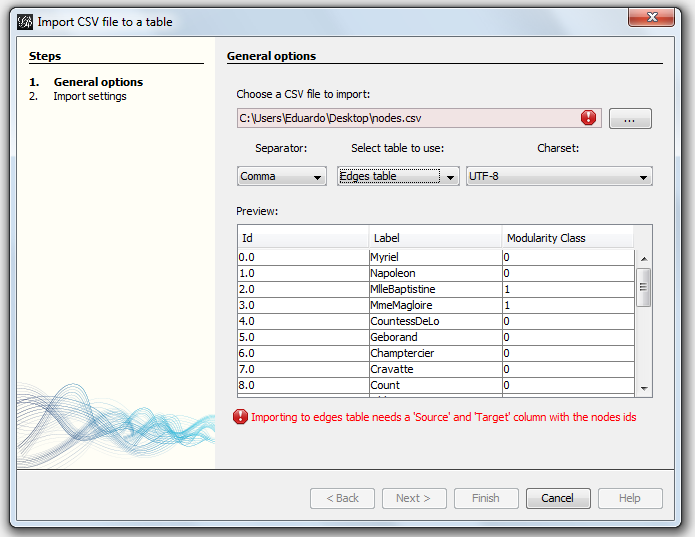 Import CSV file to a table
Steps
1. General options
2. Import settings
General options
Choose a CSV file to import:
C:\Users\Eduardo\Desktop\nodes.csv
...
Separator: Select table to use: Charset:
Comma Edges table UTF-8
Preview:
Id Label Modularity Class
0.0 Myriel 0
1.0 Napoleon 0
2.0 MlleBaptistine 1
3.0 MmeMagloire 1
4.0 CountessDeLo 0
5.0 Geborand 0
6.0 Champtercier 0
7.0 Cravatte 0
8.0 Count 0
Importing to edges table needs a 'Source' and 'Target' column with the nodes ids
< Back Next > Finish Cancel Help